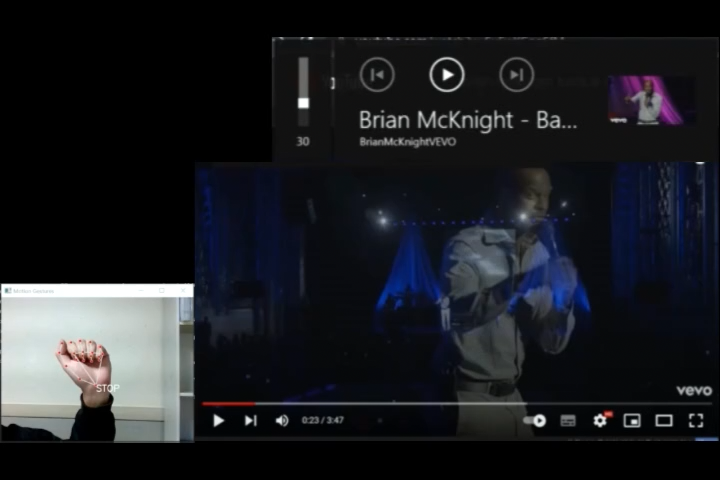 30
Brian McKnight - Ba...
BrianMcKnightVEVO
STOP
vevo
0:23 / 3:47